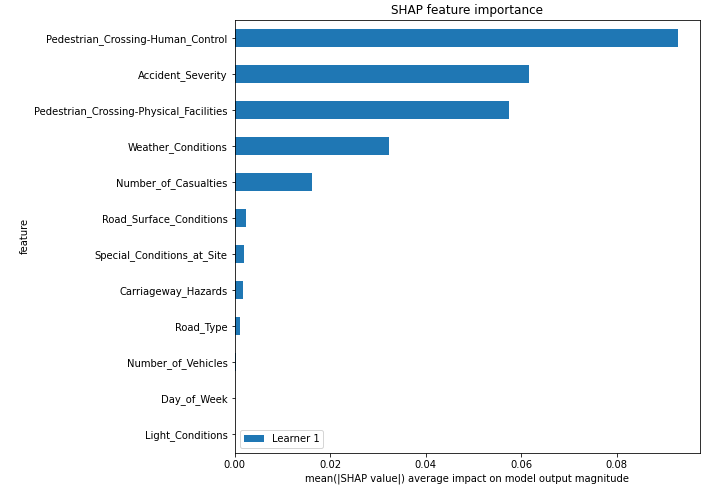 SHAP feature importance
Pedestrian_Crossing-Human_Control
Accident_Severity
Pedestrian_Crossing-Physical_Facilities
Weather_Conditions
Number_of_Casualties
Road_Surface_Conditions
Special_Conditions_at_Site
Carriageway_Hazards
Road_Type
Number_of_Vehicles
Day_of_Week
Light_Conditions
feature
Learner 1
0.00 0.02 0.04 0.06 0.08
mean(|SHAP value|) average impact on model output magnitude